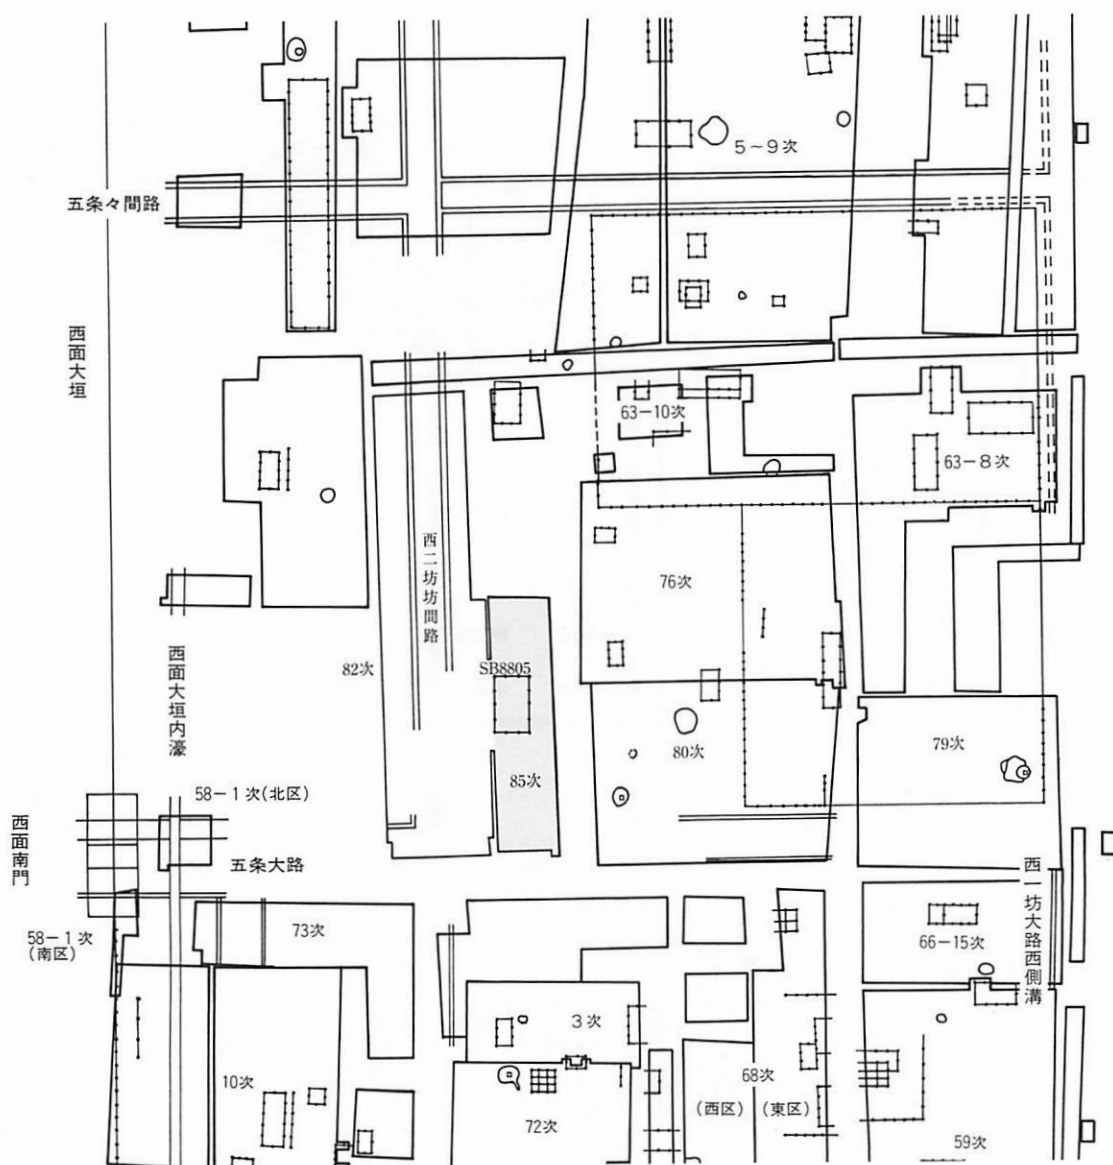 5～9次
五条々間路
西面大垣
63－10次
63－8次
西二坊坊間路
76次
西面大垣内濠
82次
SB8805
80次
79次
85次
58－1次(北区)
西面南門
五条大路
西一坊大路西側溝
73次
58－1次
(南区)
66－15次
3次
10次
68次
(西区)
(東区)
72次
59次